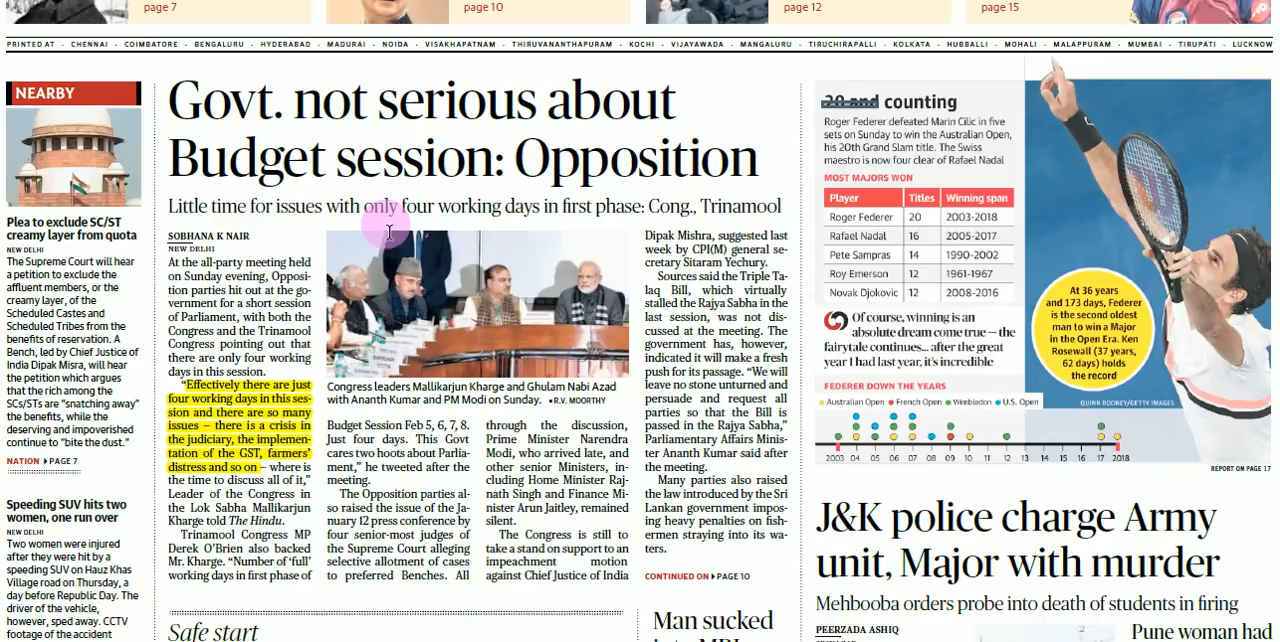 page 7
page 10
page 12
page 15
PRINTED AT · CHENNAI · COIMBATORE · BENGALURU · HYDERABAD · MADURAI · NOIDA · VISAKHAPATNAM · THIRUVANANTHAPURAM · KOCHI · VIJAYAWADA · MANGALURU · TIRUCHIRAPALLI · KOLKATA · HUBBALLI · MOHALI · MALAPPURAM · MUMBAI · TIRUPATI · LUCKNOW
NEARBY
Plea to exclude SC/ST
creamy layer from quota
NEW DELHI
The Supreme Court will hear
a petition to exclude the
affluent members, or the
creamy layer, of the
Scheduled Castes and
Scheduled Tribes from the
benefits of reservation. A
Bench, led by Chief Justice of
India Dipak Misra, will hear
the petition which argues
that the rich among the
SCs/STs are “snatching away”
the benefits, while the
deserving and impoverished
continue to “bite the dust.”
NATION PAGE 7
Speeding SUV hits two
women, one run over
NEW DELHI
Two women were injured
after they were hit by a
speeding SUV on Hauz Khas
Village road on Thursday, a
day before Republic Day. The
driver of the vehicle,
however, sped away. CCTV
footage of the accident
Govt. not serious about
Budget session: Opposition
Little time for issues with only four working days in first phase: Cong., Trinamool
SOBHANA K NAIR
NEW DELHI
At the all-party meeting held
on Sunday evening, Opposi-
tion parties hit out at the go-
vernment for a short session
of Parliament, with both the
Congress and the Trinamool
Congress pointing out that
there are only four working
days in this session.
“Effectively there are just
four working days in this ses-
sion and there are so many
issues – there is a crisis in
the judiciary, the implemen-
tation of the GST, farmers’
distress and so on – where is
the time to discuss all of it,”
Leader of the Congress in
the Lok Sabha Mallikarjun
Kharge told The Hindu.
Trinamool Congress MP
Derek O’Brien also backed
Mr. Kharge. “Number of ‘full’
working days in first phase of
Congress leaders Mallikarjun Kharge and Ghulam Nabi Azad
with Ananth Kumar and PM Modi on Sunday. R.V. MOORTHY
Budget Session Feb 5, 6, 7, 8.
Just four days. This Govt
cares two hoots about Parlia-
ment,” he tweeted after the
meeting.
The Opposition parties al-
so raised the issue of the Ja-
nuary 12 press conference by
four senior-most judges of
the Supreme Court alleging
selective allotment of cases
to preferred Benches. All
through the discussion,
Prime Minister Narendra
Modi, who arrived late, and
other senior Ministers, in-
cluding Home Minister Raj-
nath Singh and Finance Mi-
nister Arun Jaitley, remained
silent.
The Congress is still to
take a stand on support to an
impeachment motion
against Chief Justice of India
Dipak Mishra, suggested last
week by CPI(M) general se-
cretary Sitaram Yechury.
Sources said the Triple Ta-
laq Bill, which virtually
stalled the Rajya Sabha in the
last session, was not dis-
cussed at the meeting. The
government has, however,
indicated it will make a fresh
push for its passage. “We will
leave no stone unturned and
persuade and request all
parties so that the Bill is
passed in the Rajya Sabha,”
Parliamentary Affairs Minis-
ter Ananth Kumar said after
the meeting.
Many parties also raised
the law introduced by the Sri
Lankan government impos-
ing heavy penalties on fish-
ermen straying into its wa-
ters.
CONTINUED ON PAGE 10
20 and counting
Roger Federer defeated Marin Cilic in five
sets on Sunday to win the Australian Open,
his 20th Grand Slam title. The Swiss
maestro is now four clear of Rafael Nadal
MOST MAJORS WON
Player Titles Winning span
Roger Federer 20 2003-2018
Rafael Nadal 16 2005-2017
Pete Sampras 14 1990-2002
Roy Emerson 12 1961-1967
Novak Djokovic 12 2008-2016
Of course, winning is an
absolute dream come true — the
fairytale continues... after the great
year I had last year, it’s incredible
At 36 years
and 173 days, Federer
is the second oldest
man to win a Major
in the Open Era. Ken
Rosewall (37 years,
62 days) holds
the record
QUINN ROONEY/GETTY IMAGES
FEDERER DOWN THE YEARS
Australian Open French Open Wimbledon U.S. Open
2003 04 05 06 07 08 09 10 11 12 13 14 15 16 17 2018
REPORT ON PAGE 17
J&K police charge Army
unit, Major with murder
Mehbooba orders probe into death of students in firing
PEERZADA ASHIQ
Pune woman had
Safe start
Man sucked